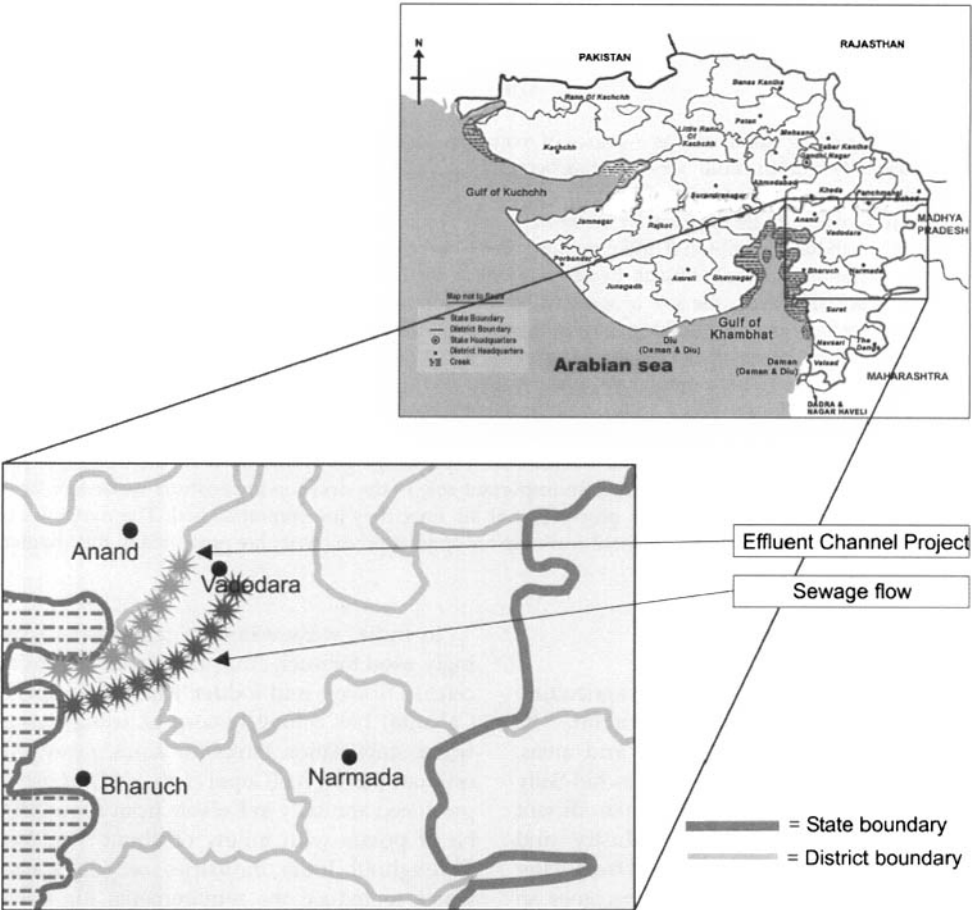 N
PAKISTAN
RAJASTHAN
Banas Kantha
Rann Of Kachchh
Patan
Mehsana
Little Rann
Of
Kachchh
Sabar Kantha
Gandhi Nagar
Kachchh
Ahmedabad
Kheda
Panchmahal
Dahod
Gulf of Kuchchh
Surendranagar
Anand
MADHYA
PRADESH
Jamnagar
Rajkot
Vadodara
Porbandar
Junagadh
Amreli
Bhavnagar
Bharuch
Narmada
Map not to Scale
State Boundary
District Boundary
State Headquarters
District Headquarters
Creek
Surat
Gulf of
Khambhat
Diu
(Daman & Diu)
Navsari
The
Dangs
Arabian sea
Daman
(Daman & Diu)
Valsad
MAHARASHTRA
DADRA &
NAGAR HAVELI
Anand
Effluent Channel Project
Vadodara
Sewage flow
Narmada
Bharuch
= State boundary
= District boundary